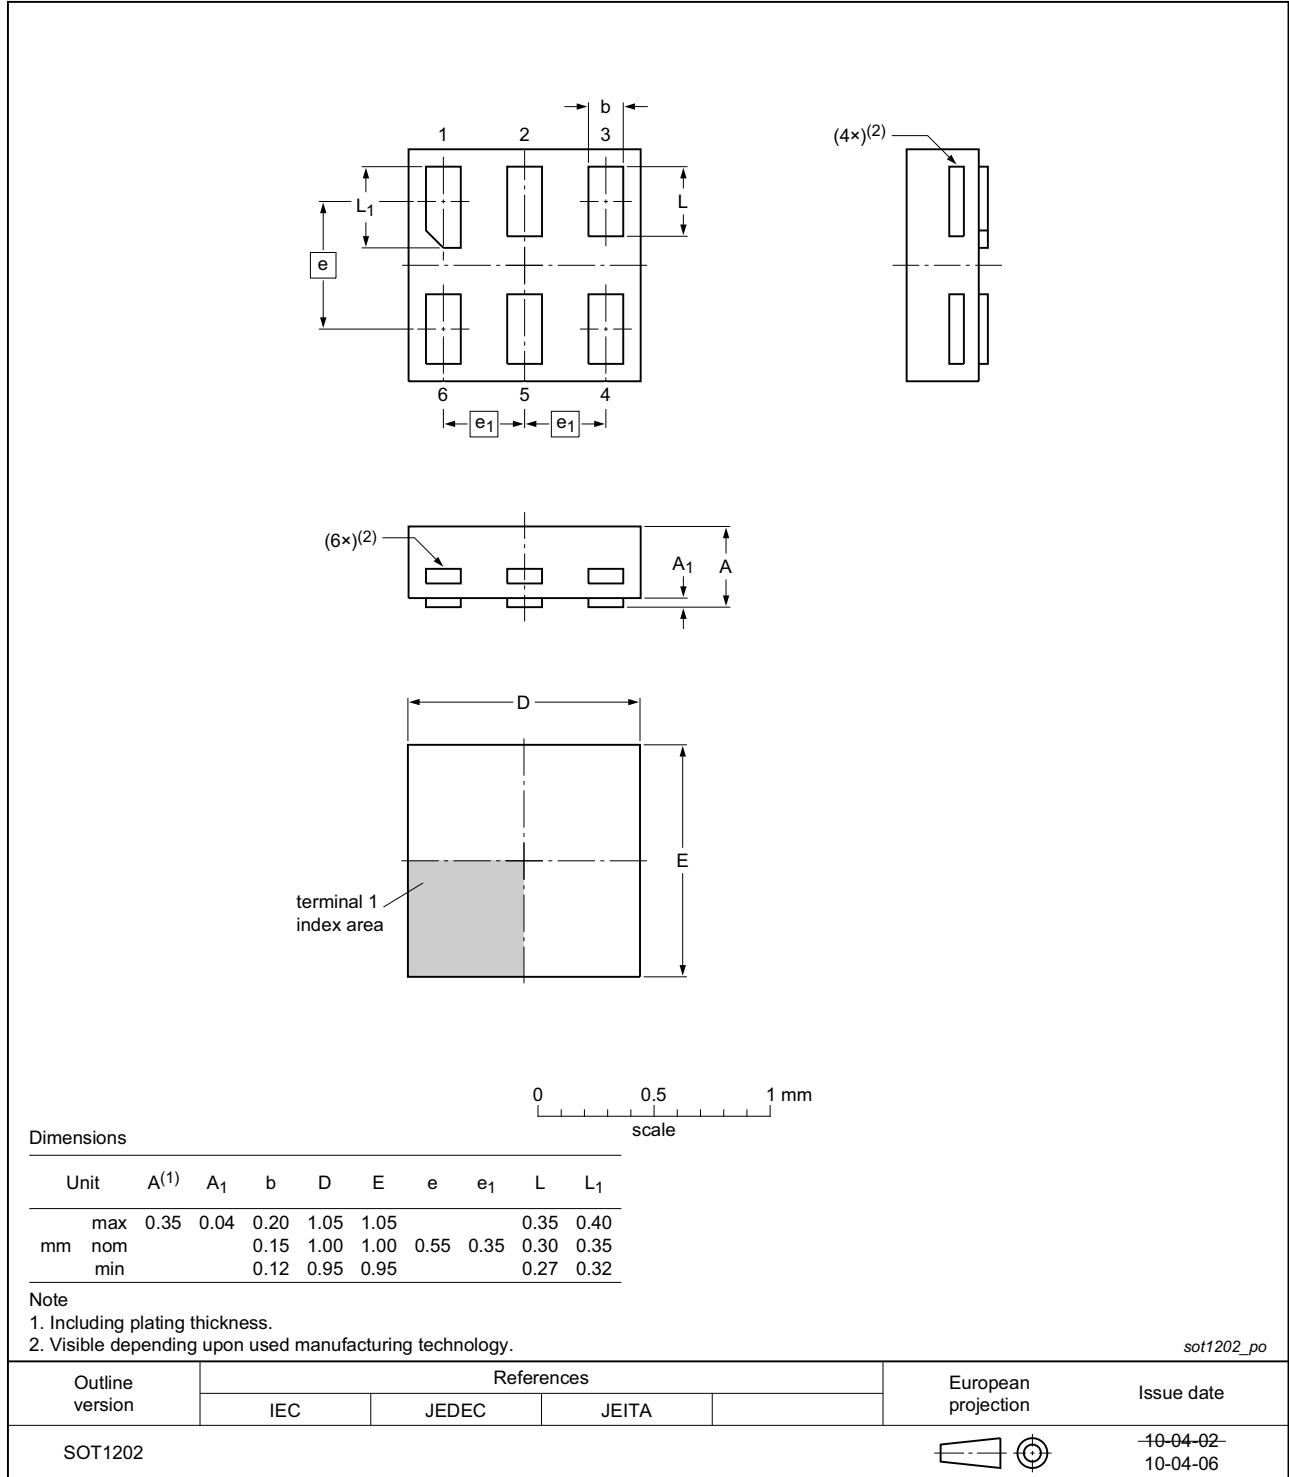 b
1 2 3
(4×)(2)
L1
L
e
6 5 4
e1 e1
(6×)(2)
A1 A
D
E
terminal 1
index area
0 0.5 1 mm
scale
Dimensions
Unit A(1) A1 b D E e e1 L L1
max 0.35 0.04 0.20 1.05 1.05 0.35 0.40
mm nom 0.15 1.00 1.00 0.55 0.35 0.30 0.35
min 0.12 0.95 0.95 0.27 0.32
Note
1. Including plating thickness.
2. Visible depending upon used manufacturing technology.
sot1202_po
Outline
version
References
IEC JEDEC JEITA
European
projection
Issue date
SOT1202
10-04-02
10-04-06